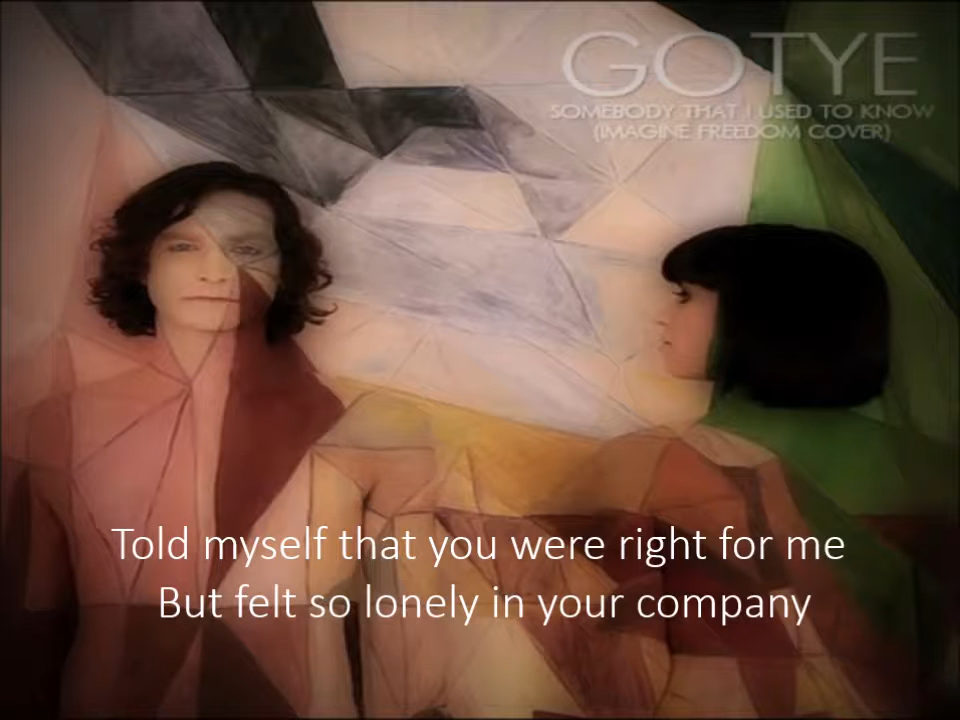 GOTYE
SOMEBODY THAT I USED TO KNOW
(IMAGINE FREEDOM COVER)
Told myself that you were right for me
But felt so lonely in your company